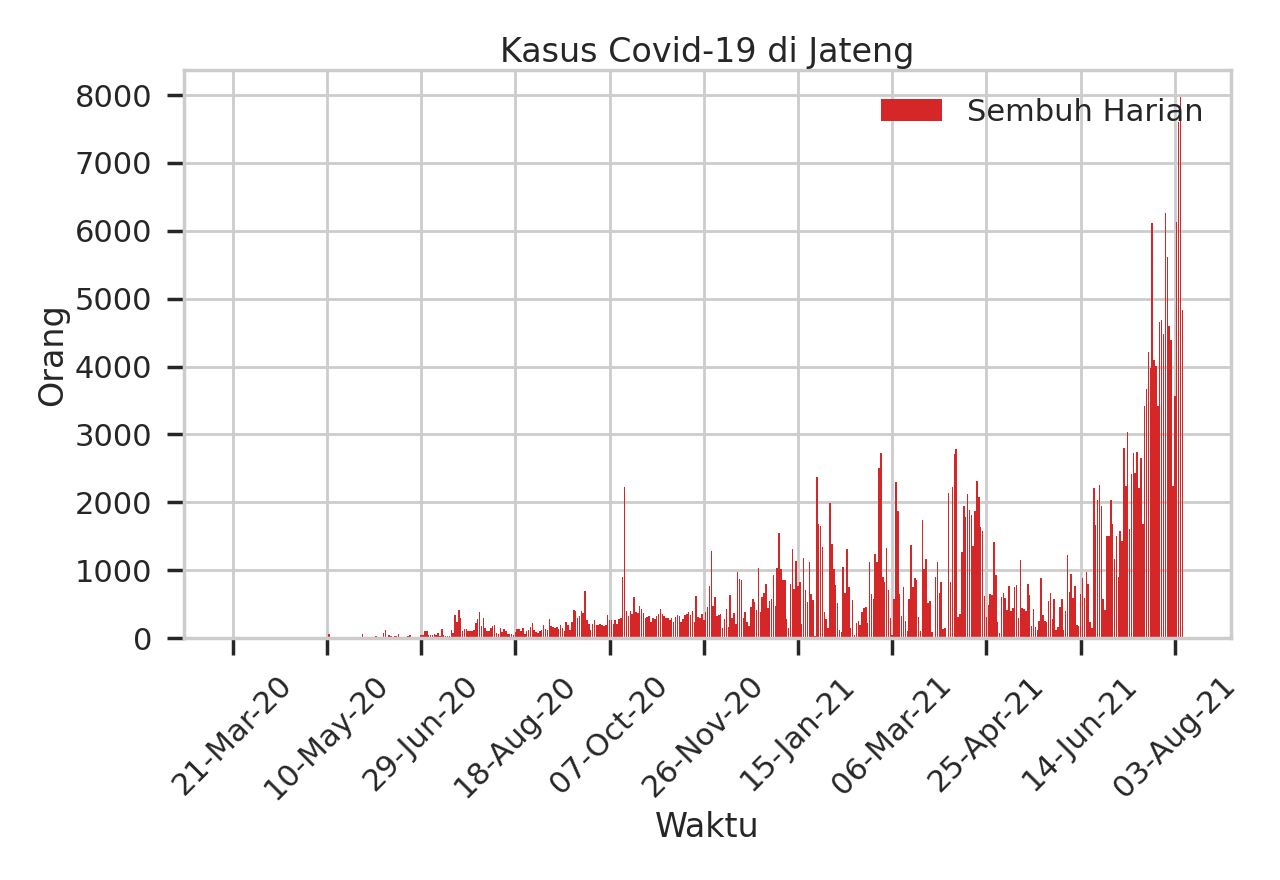 Kasus Covid-19 di Jateng
Sembuh Harian
Orang
8000
7000
6000
5000
4000
3000
2000
1000
0
21-Mar-20
10-May-20
29-Jun-20
18-Aug-20
07-Oct-20
26-Nov-20
15-Jan-21
06-Mar-21
25-Apr-21
14-Jun-21
03-Aug-21
Waktu